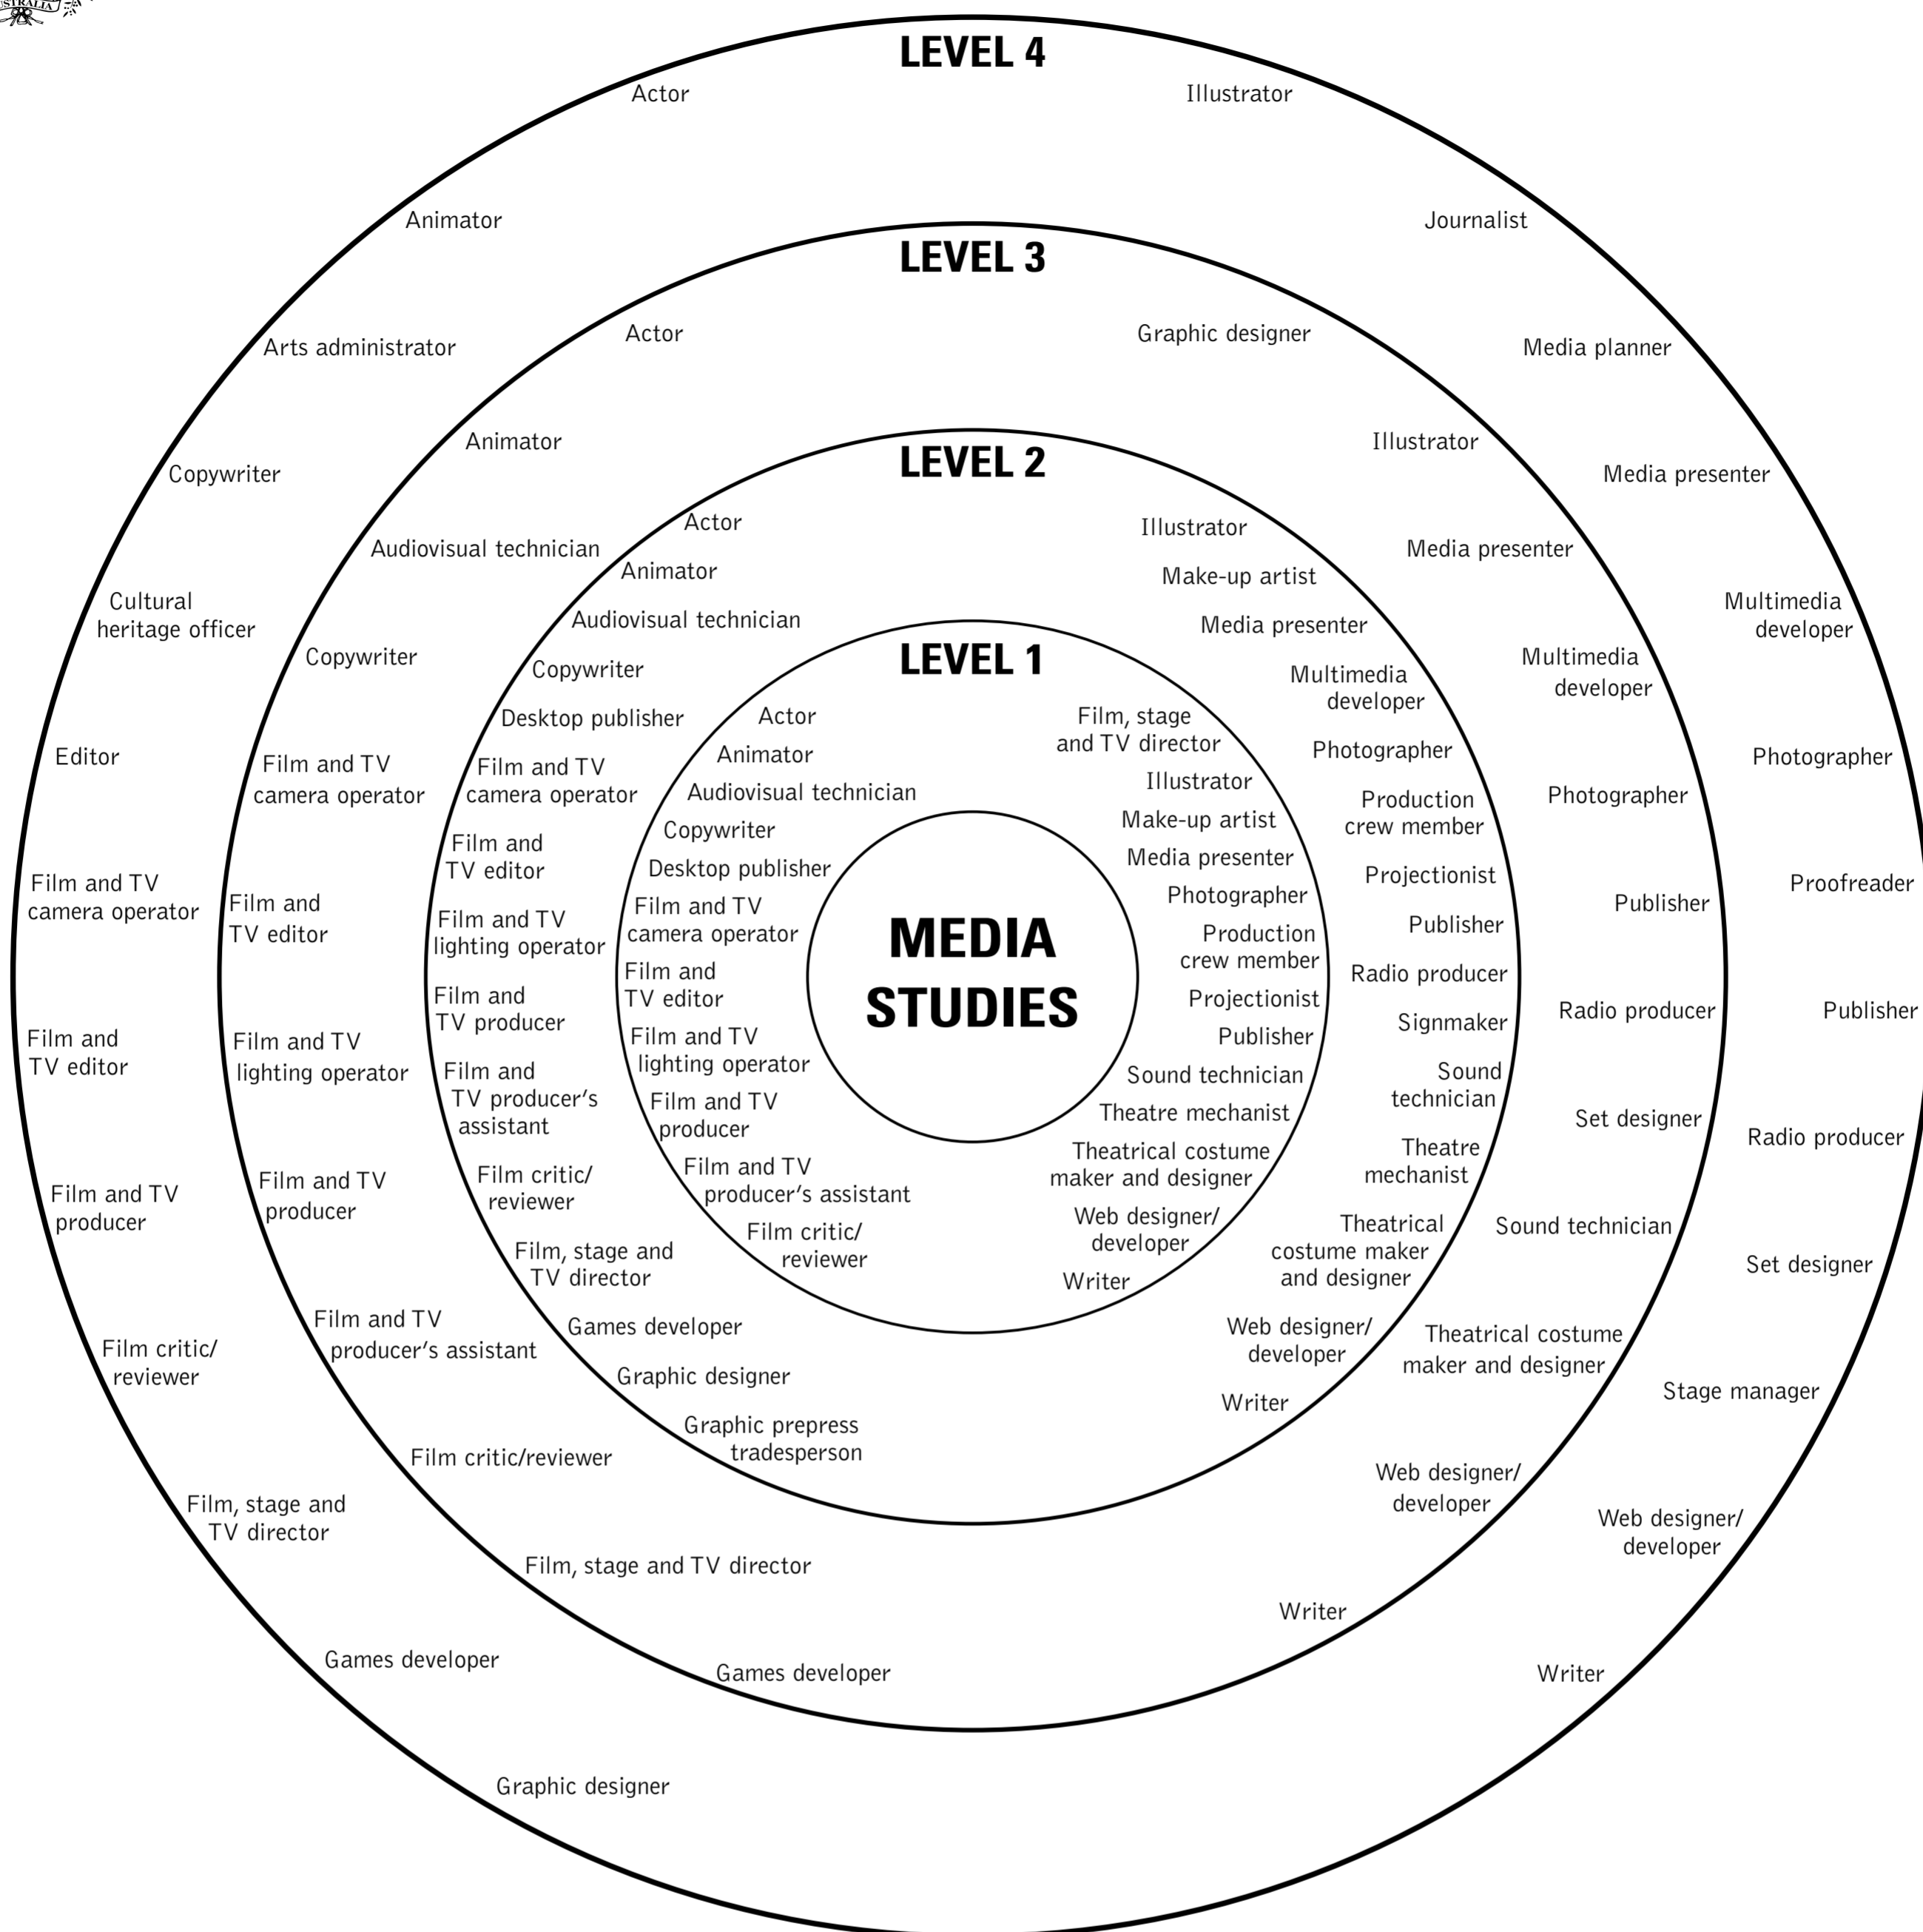 LEVEL 4
Actor
Animator
Arts administrator
Copywriter
Cultural
heritage officer
Editor
Film and TV
camera operator
Film and
TV editor
Film and TV
producer
Film critic/
reviewer
Film, stage and
TV director
Games developer
Graphic designer
Illustrator
Journalist
Media planner
Media presenter
Multimedia
developer
Photographer
Proofreader
Publisher
Radio producer
Set designer
Stage manager
Web designer/
developer
Writer
LEVEL 3
Actor
Animator
Audiovisual technician
Copywriter
Film and TV
camera operator
Film and
TV editor
Film and TV
lighting operator
Film and TV
producer
Film and TV
producer's assistant
Film critic/reviewer
Film, stage and TV director
Games developer
Graphic designer
Illustrator
Media presenter
Multimedia
developer
Photographer
Publisher
Radio producer
Set designer
Sound technician
Theatrical costume
maker and designer
Web designer/
developer
Writer
LEVEL 2
Actor
Animator
Audiovisual technician
Copywriter
Desktop publisher
Film and TV
camera operator
Film and
TV editor
Film and TV
lighting operator
Film and
TV producer
Film and
TV producer's
assistant
Film critic/
reviewer
Film, stage and
TV director
Games developer
Graphic designer
Graphic prepress
tradesperson
Illustrator
Make-up artist
Media presenter
Multimedia
developer
Photographer
Production
crew member
Projectionist
Publisher
Radio producer
Signmaker
Sound
technician
Theatre
mechanist
Theatrical
costume maker
and designer
Web designer/
developer
Writer
LEVEL 1
Actor
Animator
Audiovisual technician
Copywriter
Desktop publisher
Film and TV
camera operator
Film and
TV editor
Film and TV
lighting operator
Film and TV
producer
Film and TV
producer's assistant
Film critic/
reviewer
Film, stage
and TV director
Illustrator
Make-up artist
Media presenter
Photographer
Production
crew member
Projectionist
Publisher
Sound technician
Theatre mechanist
Theatrical costume
maker and designer
Web designer/
developer
Writer
MEDIA
STUDIES